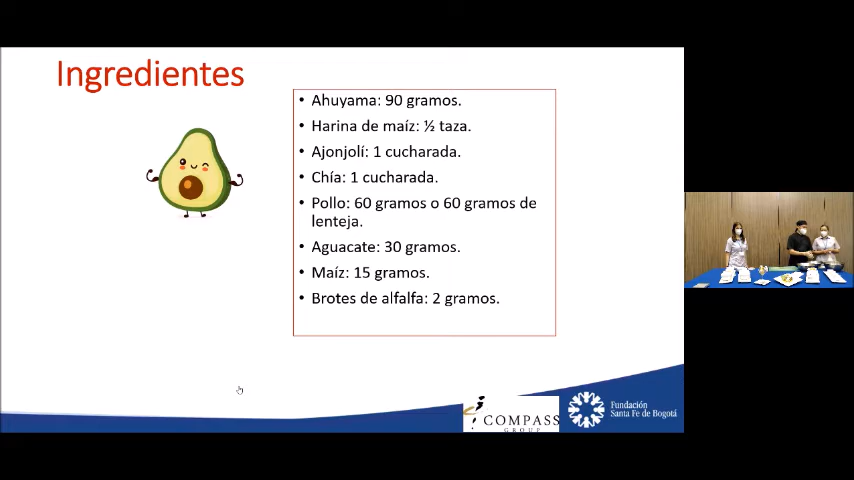 Ingredientes
• Ahuyama: 90 gramos.
• Harina de maíz: ½ taza.
• Ajonjolí: 1 cucharada.
• Chía: 1 cucharada.
• Pollo: 60 gramos o 60 gramos de
lenteja.
• Aguacate: 30 gramos.
• Maíz: 15 gramos.
• Brotes de alfalfa: 2 gramos.
COMPASS
GROUP
Fundación
Santa Fe de Bogotá